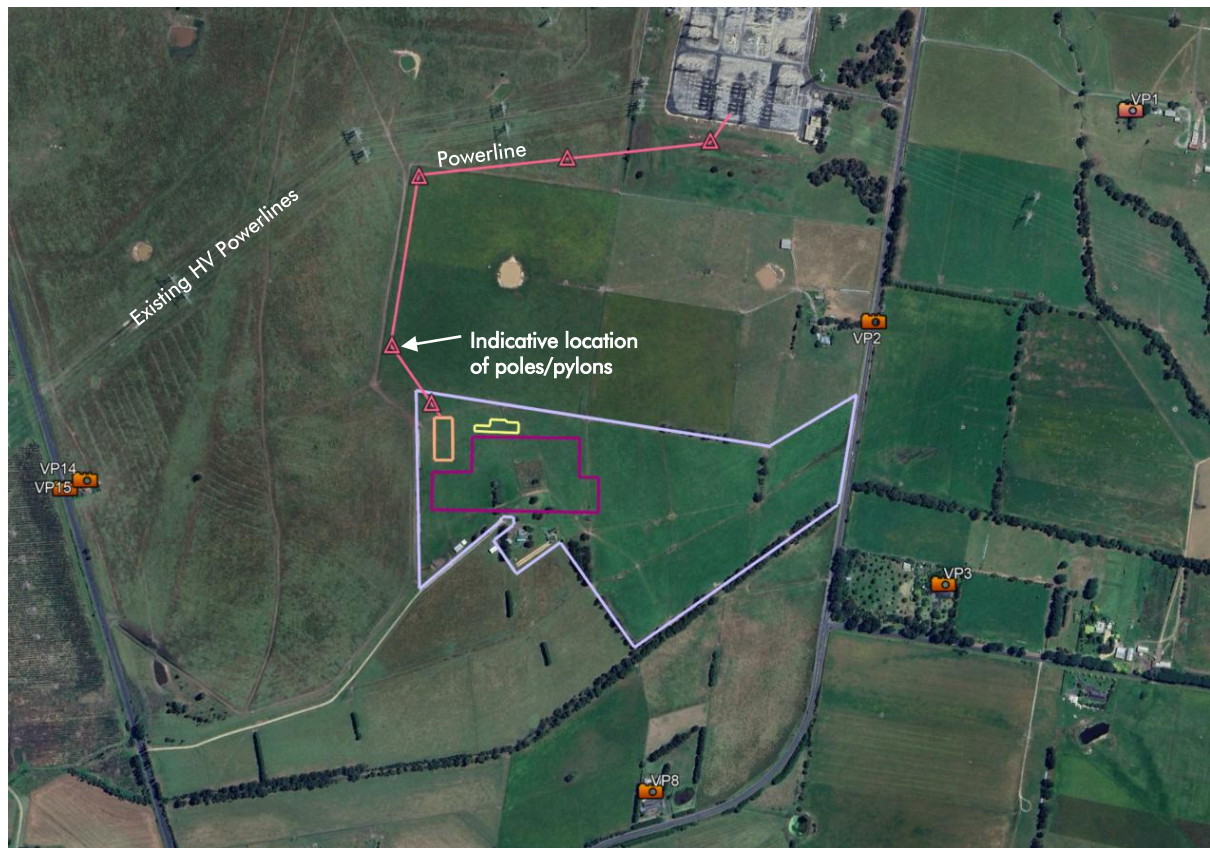 VP1
Powerline
Existing HV Powerlines
Indicative location
of poles/pylons
VP2
VP14
VP15
VP3
VP8